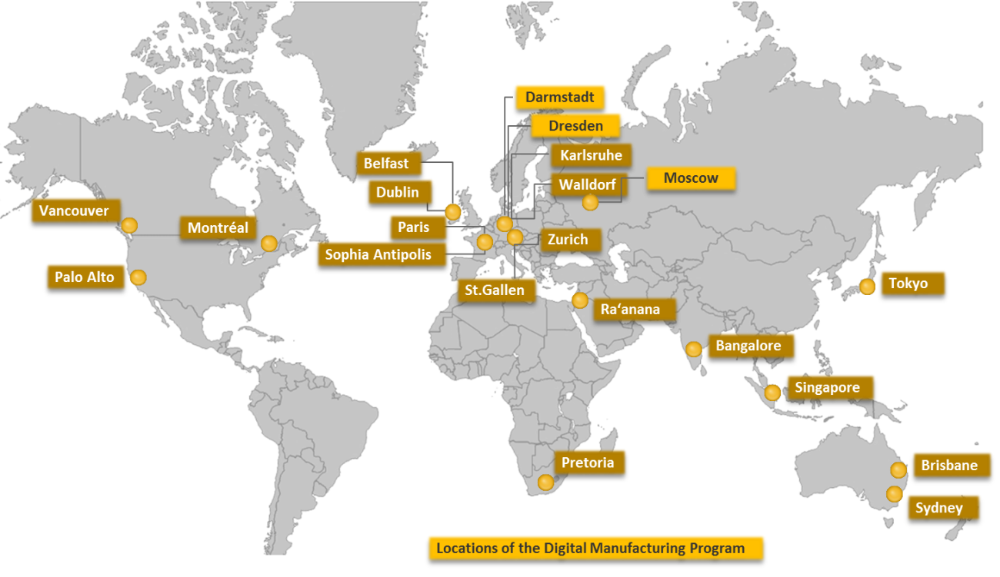 Darmstadt
Dresden
Karlsruhe
Belfast
Walldorf
Moscow
Dublin
Vancouver
Montréal
Paris
Zurich
Sophia Antipolis
Palo Alto
Tokyo
St.Gallen
Ra‘anana
Bangalore
Singapore
Pretoria
Brisbane
Sydney
Locations of the Digital Manufacturing Program